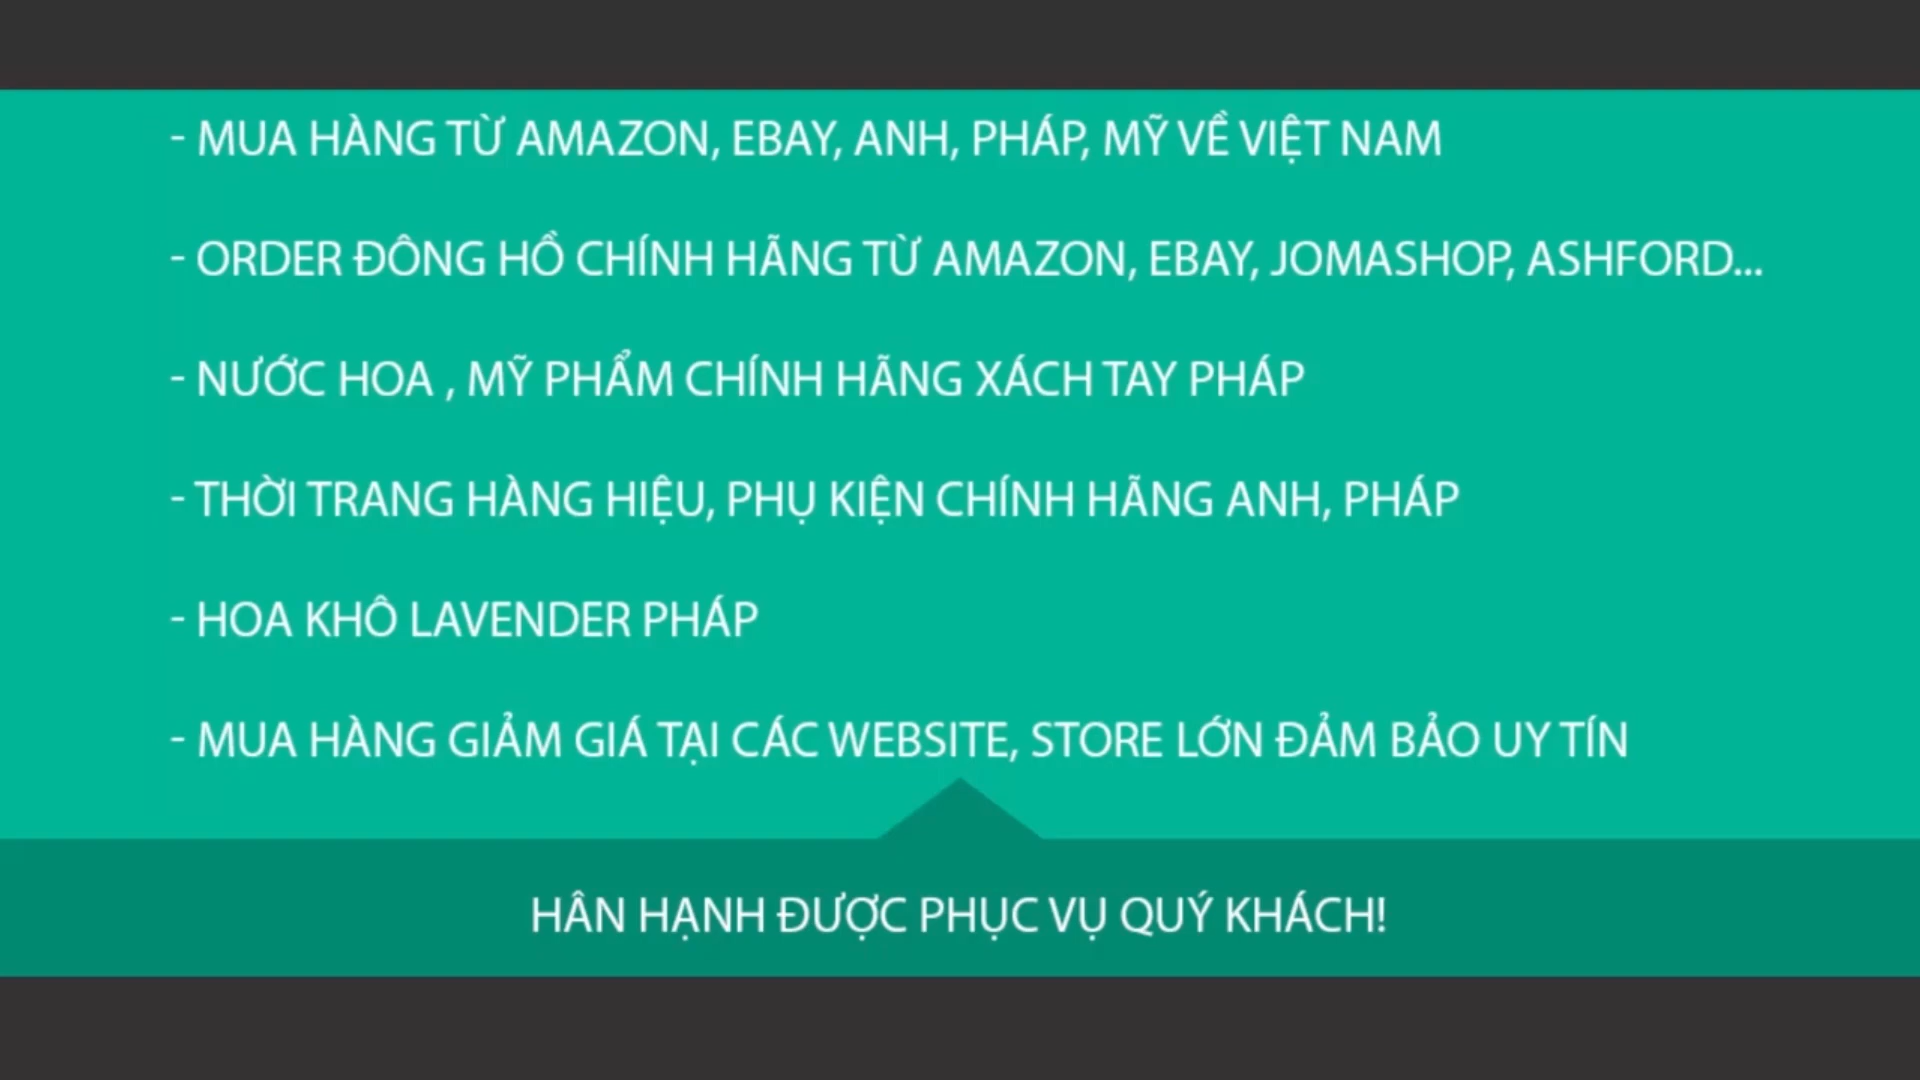 - MUA HÀNG TỪ AMAZON, EBAY, ANH, PHÁP, MỸ VỀ VIỆT NAM
- ORDER ĐÔNG HỒ CHÍNH HÃNG TỪ AMAZON, EBAY, JOMASHOP, ASHFORD...
- NƯỚC HOA , MỸ PHẨM CHÍNH HÃNG XÁCH TAY PHÁP
- THỜI TRANG HÀNG HIỆU, PHỤ KIỆN CHÍNH HÃNG ANH, PHÁP
- HOA KHÔ LAVENDER PHÁP
- MUA HÀNG GIẢM GIÁ TẠI CÁC WEBSITE, STORE LỚN ĐẢM BẢO UY TÍN
HÂN HẠNH ĐƯỢC PHỤC VỤ QUÝ KHÁCH!